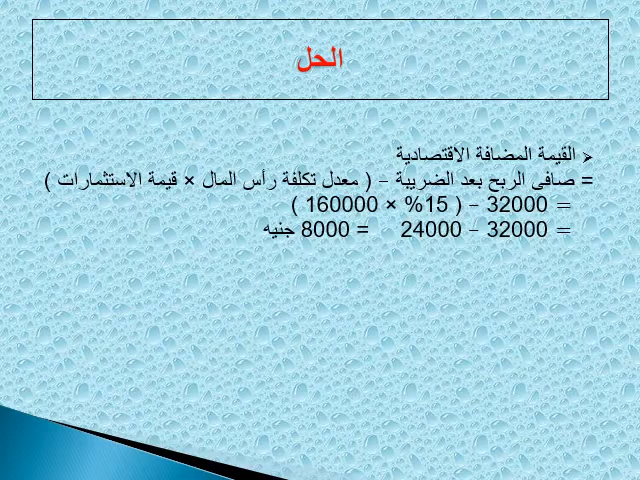 الحل
القيمة المضافة الاقتصادية
= صافى الربح بعد الضريبة – ( معدل تكلفة رأس المال × قيمة الاستثمارات )
= 32000 – ( 15% × 160000 )
= 32000 – 24000 = 8000 جنيه